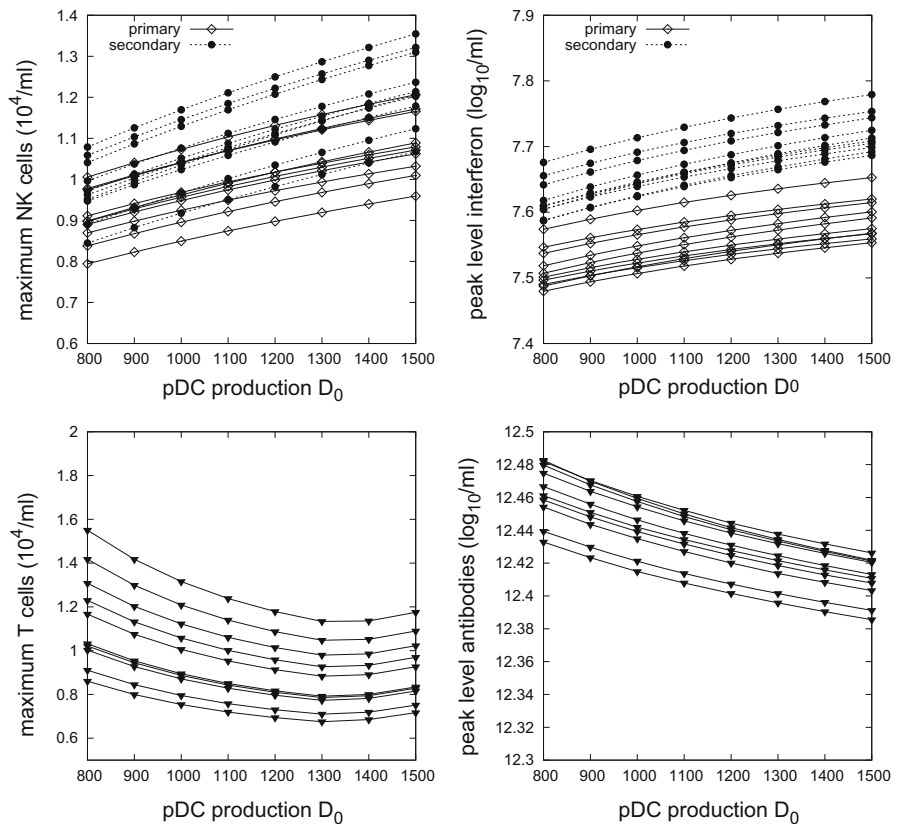 primary
secondary
maximum NK cells (10^4/ml)
1.4
1.3
1.2
1.1
1
0.9
0.8
0.7
0.6
800 900 1000 1100 1200 1300 1400 1500
pDC production D_0
primary
secondary
peak level interferon (log_10/ml)
7.9
7.8
7.7
7.6
7.5
7.4
800 900 1000 1100 1200 1300 1400 1500
pDC production D0
maximum T cells (10^4/ml)
2
1.8
1.6
1.4
1.2
1
0.8
0.6
800 900 1000 1100 1200 1300 1400 1500
pDC production D_0
peak level antibodies (log_10/ml)
12.5
12.48
12.46
12.44
12.42
12.4
12.38
12.36
12.34
12.33
12.3
800 900 1000 1100 1200 1300 1400 1500
pDC production D_0